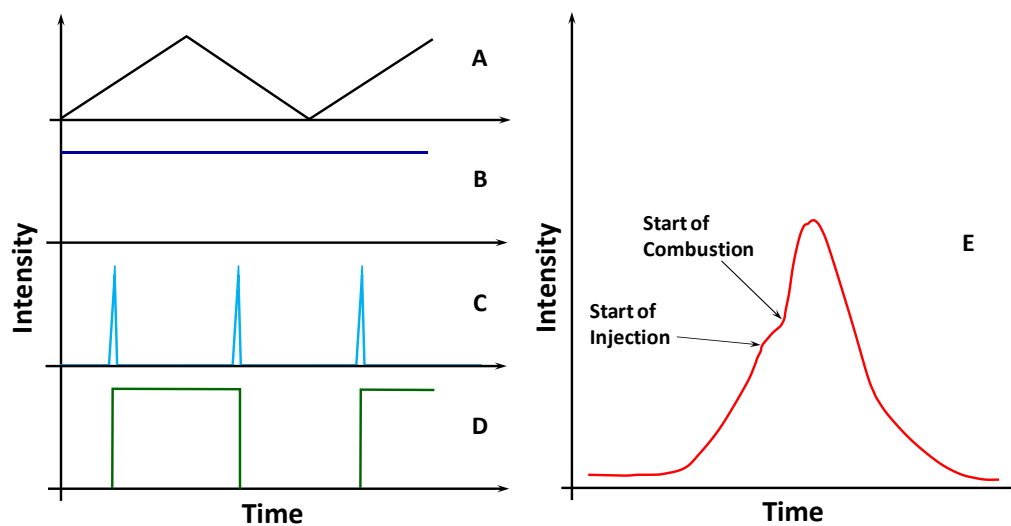 A
B
C
D
Intensity
Time
Start of
Combustion
Start of
Injection
E
Intensity
Time